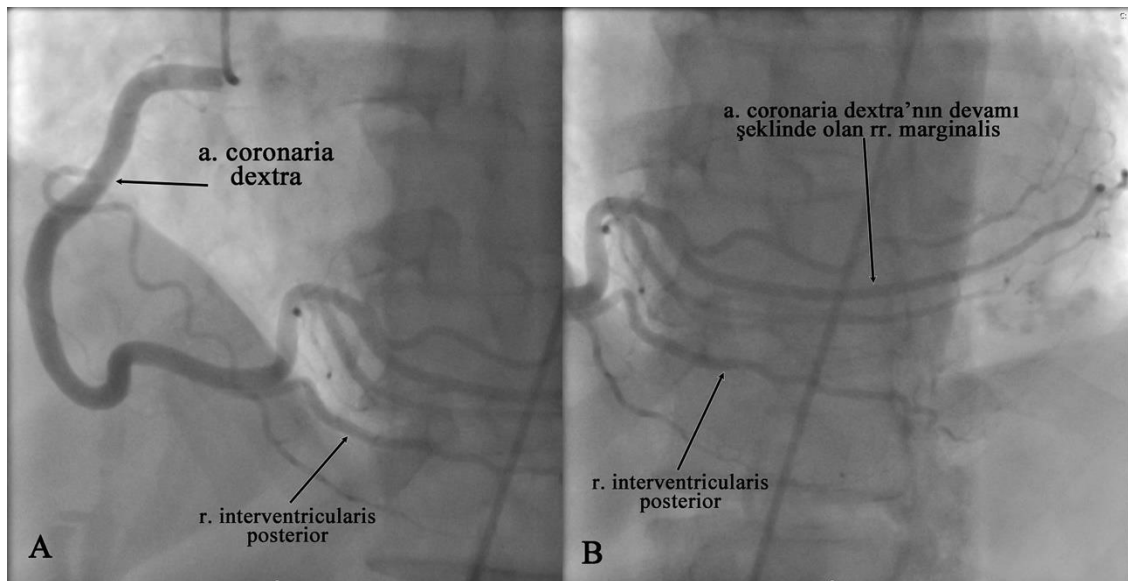 a. coronaria
dextra
r. interventricularis
posterior
A
a. coronaria dextra'nın devamı
şeklinde olan rr. marginalis
r. interventricularis
posterior
B